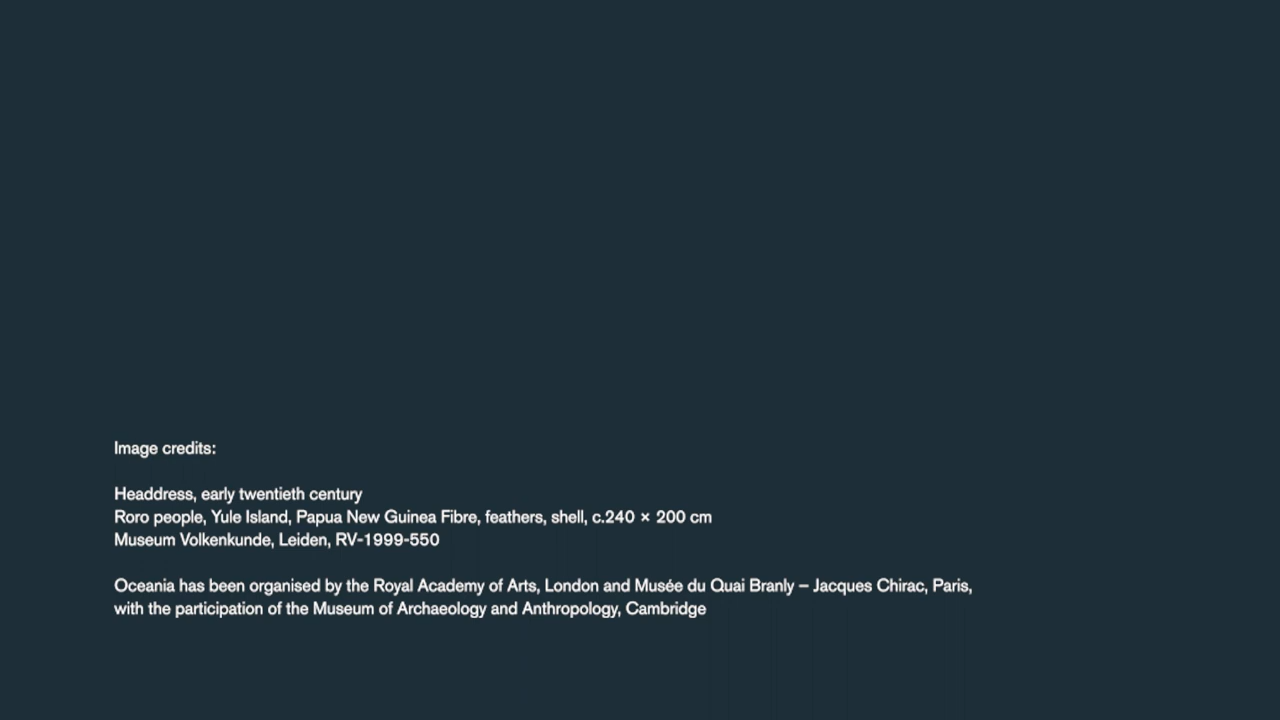 Image credits:
Headdress, early twentieth century
Roro people, Yule Island, Papua New Guinea Fibre, feathers, shell, c.240 × 200 cm
Museum Volkenkunde, Leiden, RV-1999-550
Oceania has been organised by the Royal Academy of Arts, London and Musée du Quai Branly – Jacques Chirac, Paris,
with the participation of the Museum of Archaeology and Anthropology, Cambridge